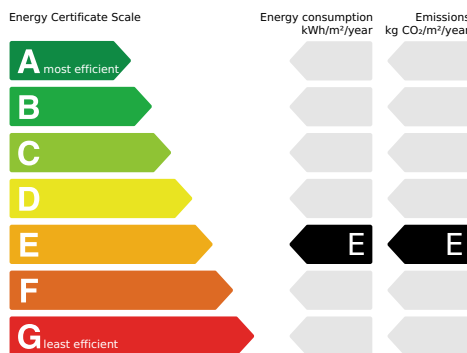 Energy Certificate Scale
Energy consumption
kWh/m²/year
Emissions
kg CO₂/m²/year
A most efficient
B
C
D
E E E
F
G least efficient